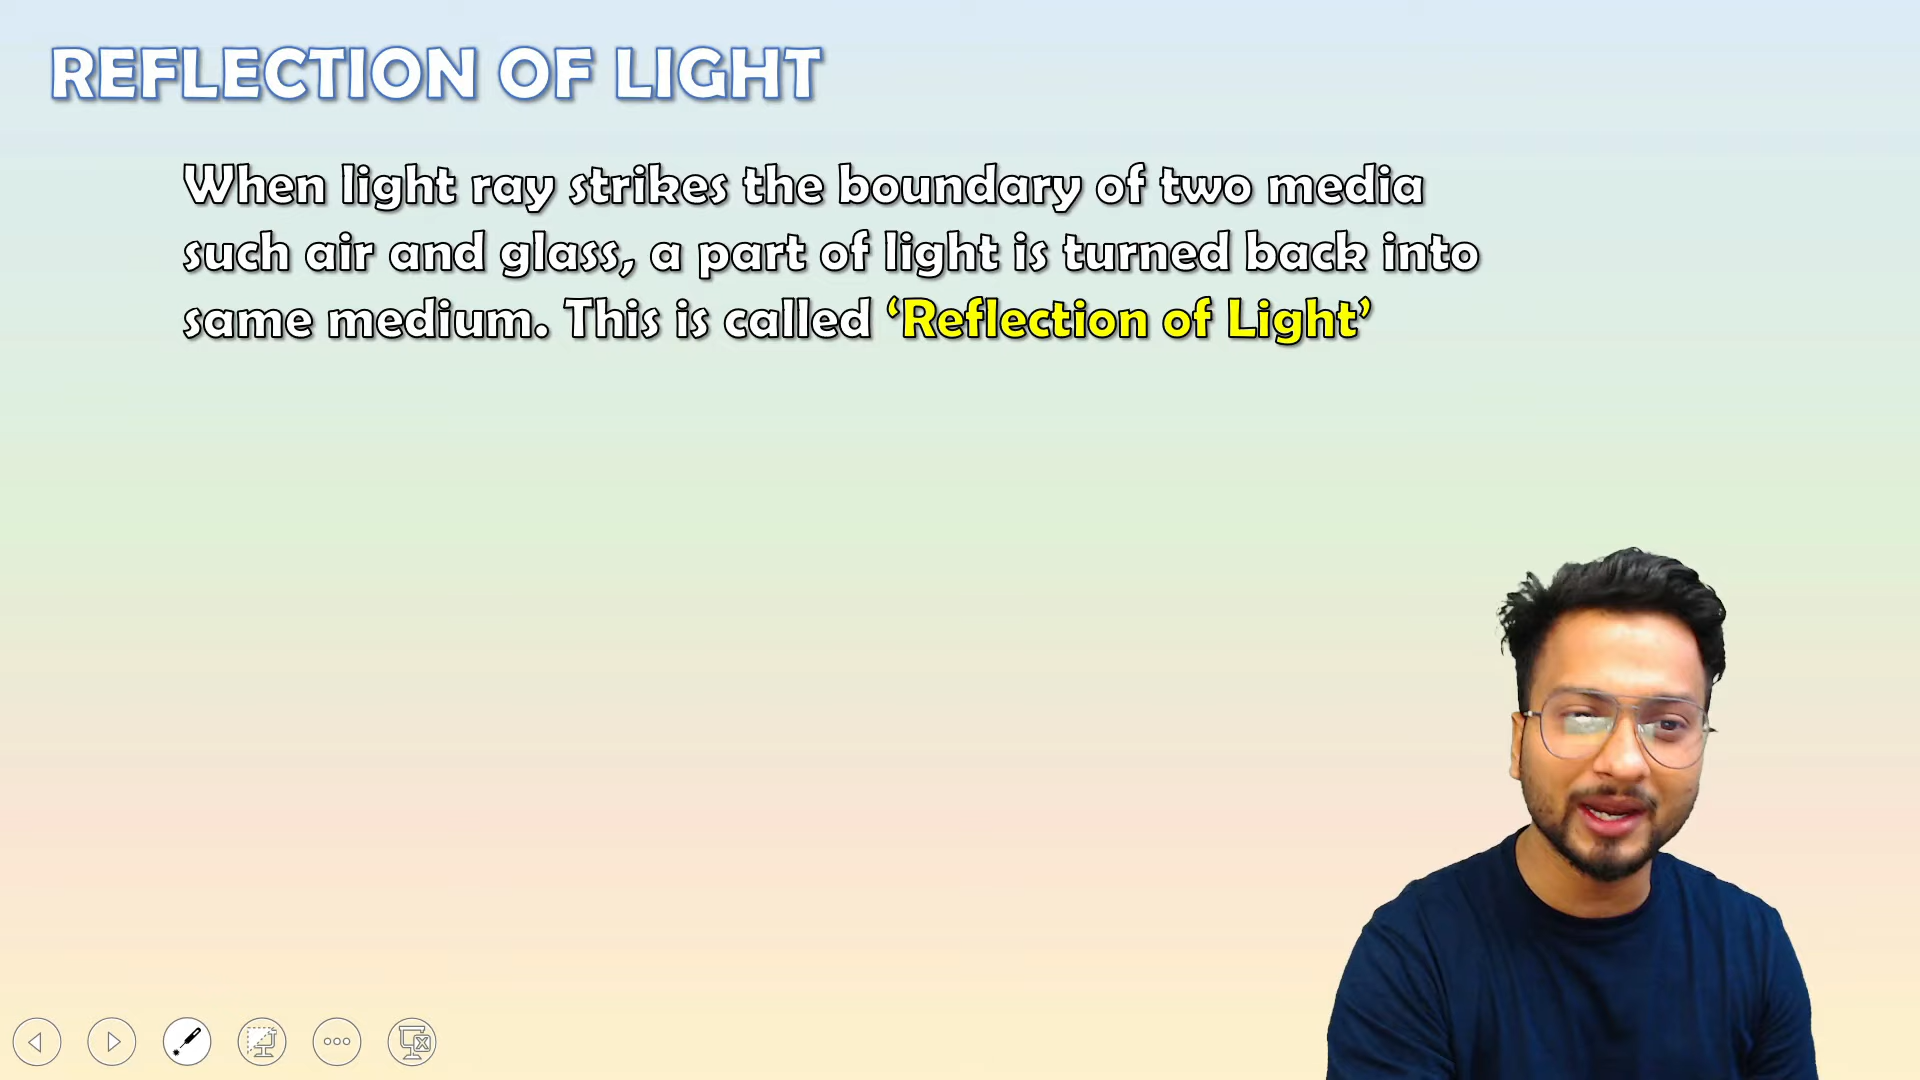 REFLECTION OF LIGHT
When light ray strikes the boundary of two media
such air and glass, a part of light is turned back into
same medium. This is called ‘Reflection of Light’